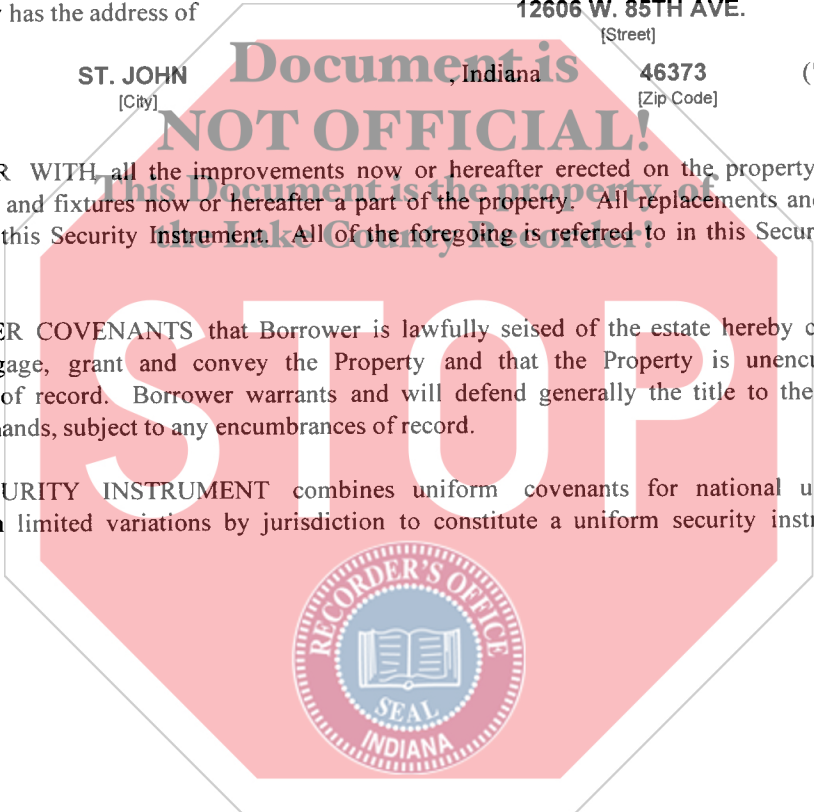 has the address of 12606 W. 85TH AVE.
[Street]
ST. JOHN , Indiana 46373 ("
[City] [Zip Code]
Document is
NOT OFFICIAL!
This Document is the property of
the Lake County Recorder!
R WITH all the improvements now or hereafter erected on the property
and fixtures now or hereafter a part of the property. All replacements an
this Security Instrument. All of the foregoing is referred to in this Secur
ER COVENANTS that Borrower is lawfully seised of the estate hereby c
gage, grant and convey the Property and that the Property is unencu
of record. Borrower warrants and will defend generally the title to the
ands, subject to any encumbrances of record.
STOP
URITY INSTRUMENT combines uniform covenants for national u
limited variations by jurisdiction to constitute a uniform security instr
RECORDER'S OFFICE
SEAL
INDIANA